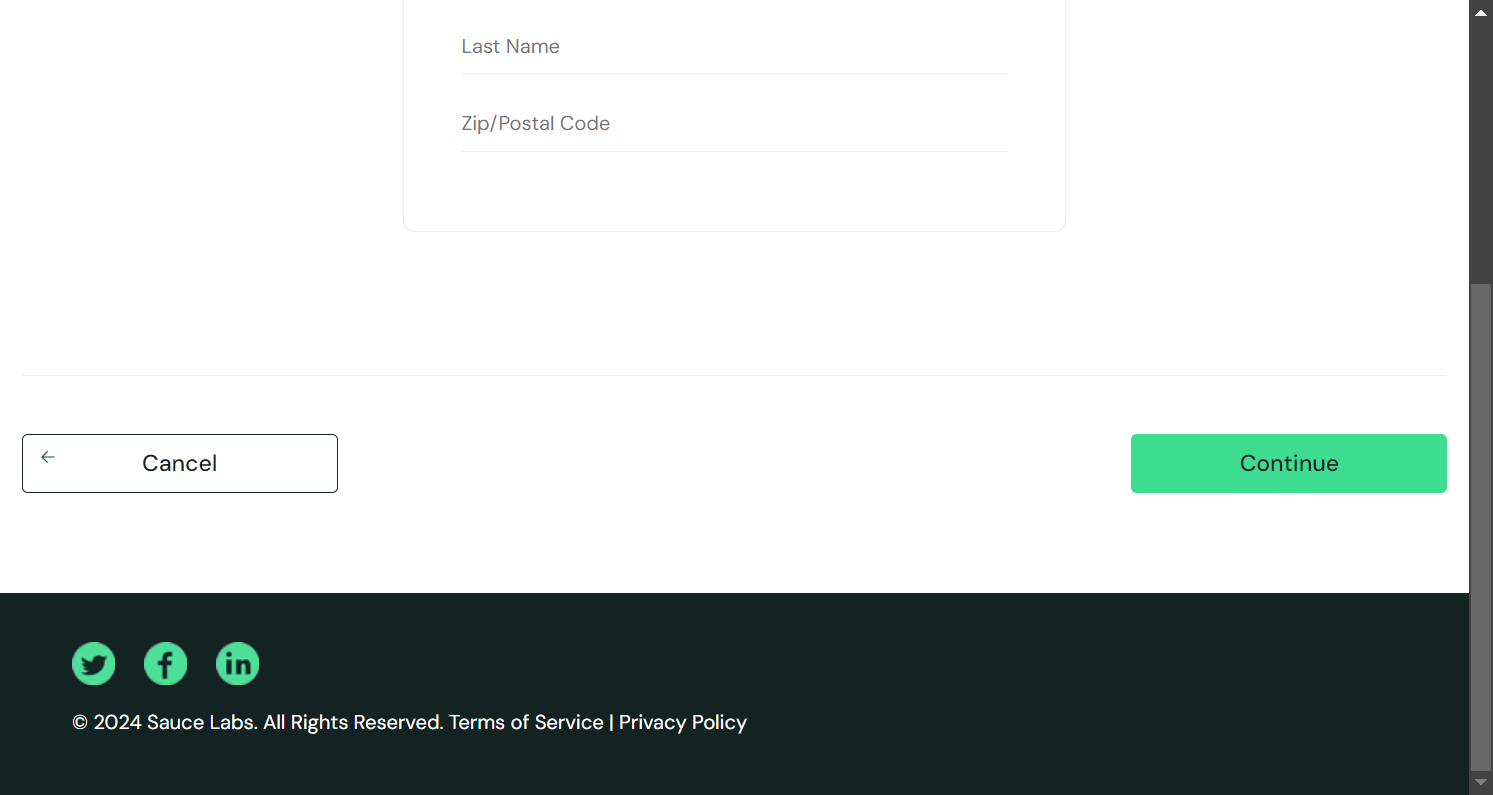 Last Name
Zip/Postal Code
Cancel
Continue
© 2024 Sauce Labs. All Rights Reserved. Terms of Service | Privacy Policy